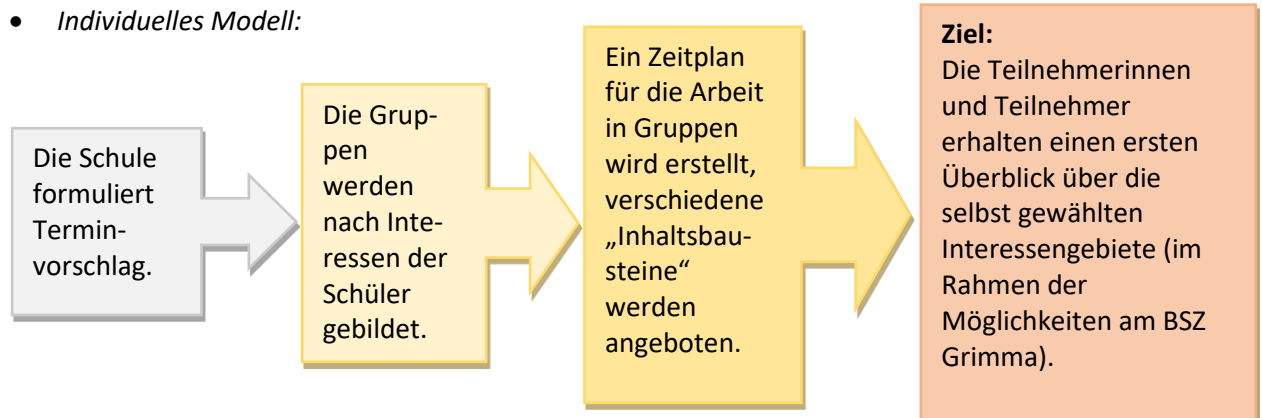 • Individuelles Modell:
Die Schule
formuliert
Termin-
vorschlag.
Die Grup-
pen
werden
nach Inte-
ressen der
Schüler
gebildet.
Ein Zeitplan
für die Arbeit
in Gruppen
wird erstellt,
verschiedene
„Inhaltsbau-
steine“
werden
angeboten.
Ziel:
Die Teilnehmerinnen
und Teilnehmer
erhalten einen ersten
Überblick über die
selbst gewählten
Interessengebiete (im
Rahmen der
Möglichkeiten am BSZ
Grimma).